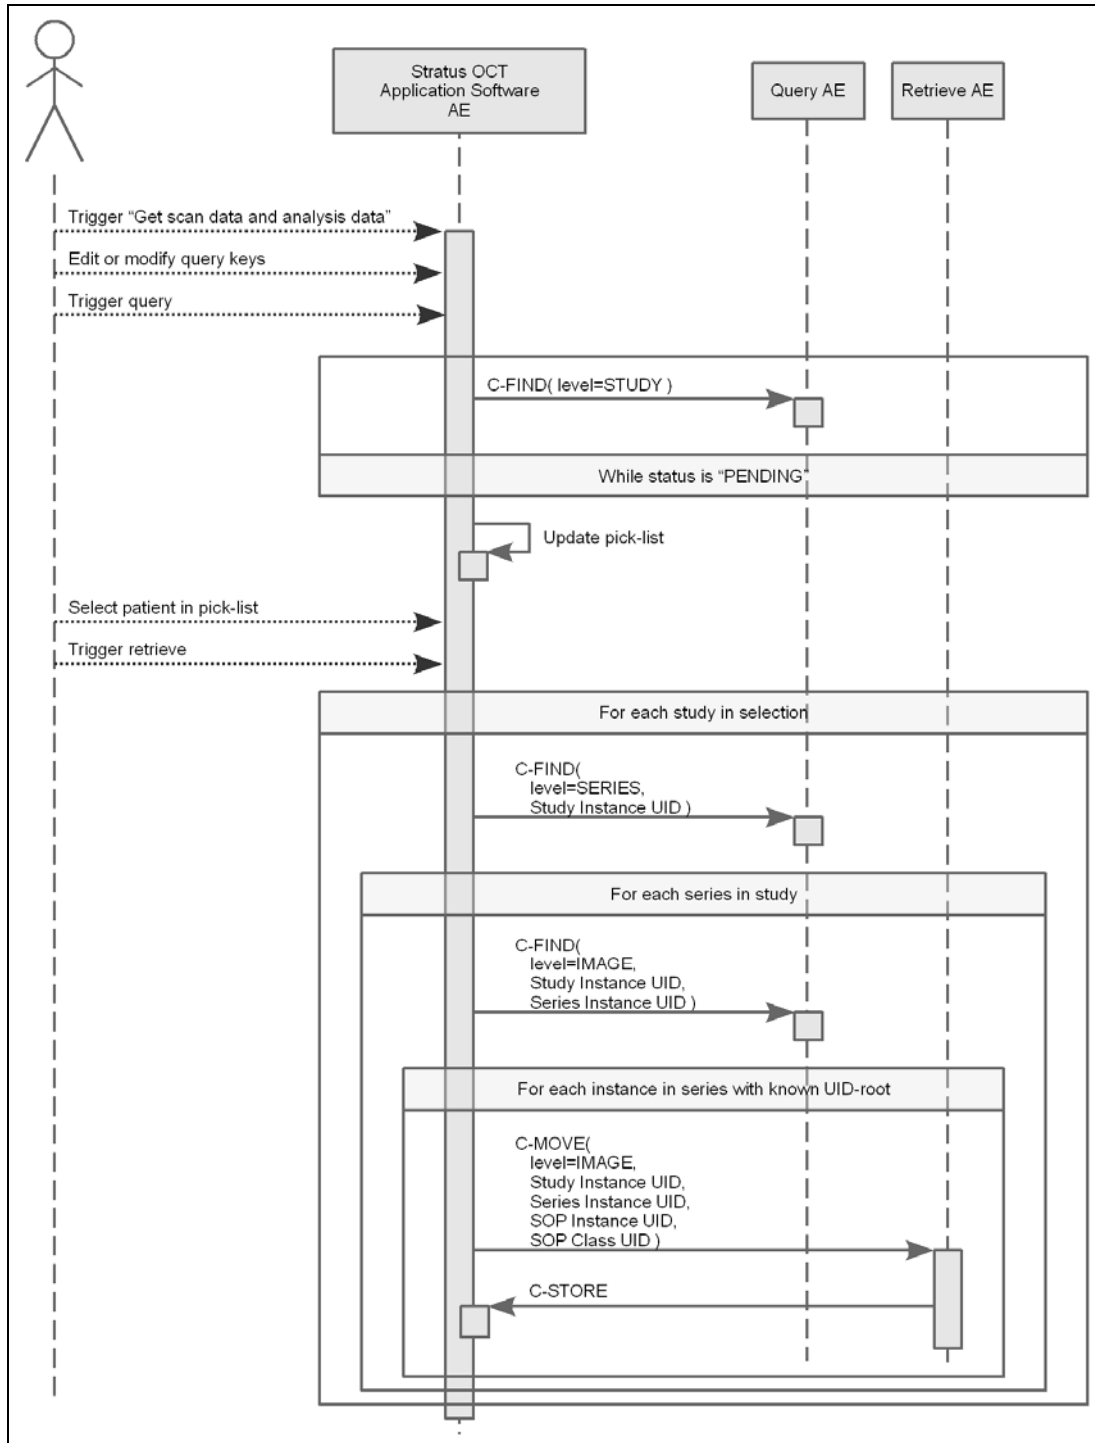 Stratus OCT
Application Software
AE
Query AE
Retrieve AE
Trigger “Get scan data and analysis data”
Edit or modify query keys
Trigger query
C-FIND( level=STUDY )
While status is “PENDING”
Update pick-list
Select patient in pick-list
Trigger retrieve
For each study in selection
C-FIND(
level=SERIES,
Study Instance UID )
For each series in study
C-FIND(
level=IMAGE,
Study Instance UID,
Series Instance UID )
For each instance in series with known UID-root
C-MOVE(
level=IMAGE,
Study Instance UID,
Series Instance UID,
SOP Instance UID,
SOP Class UID )
C-STORE